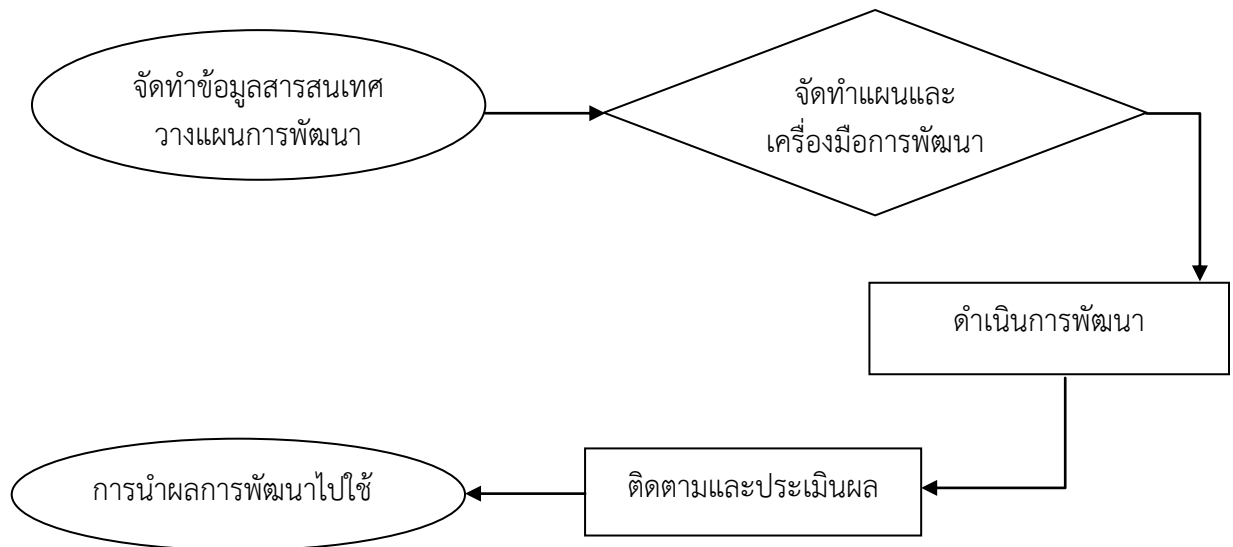 จัดทำข้อมูลสารสนเทศ
วางแผนการพัฒนา
จัดทำแผนและ
เครื่องมือการพัฒนา
ดำเนินการพัฒนา
ติดตามและประเมินผล
การนำผลการพัฒนาไปใช้